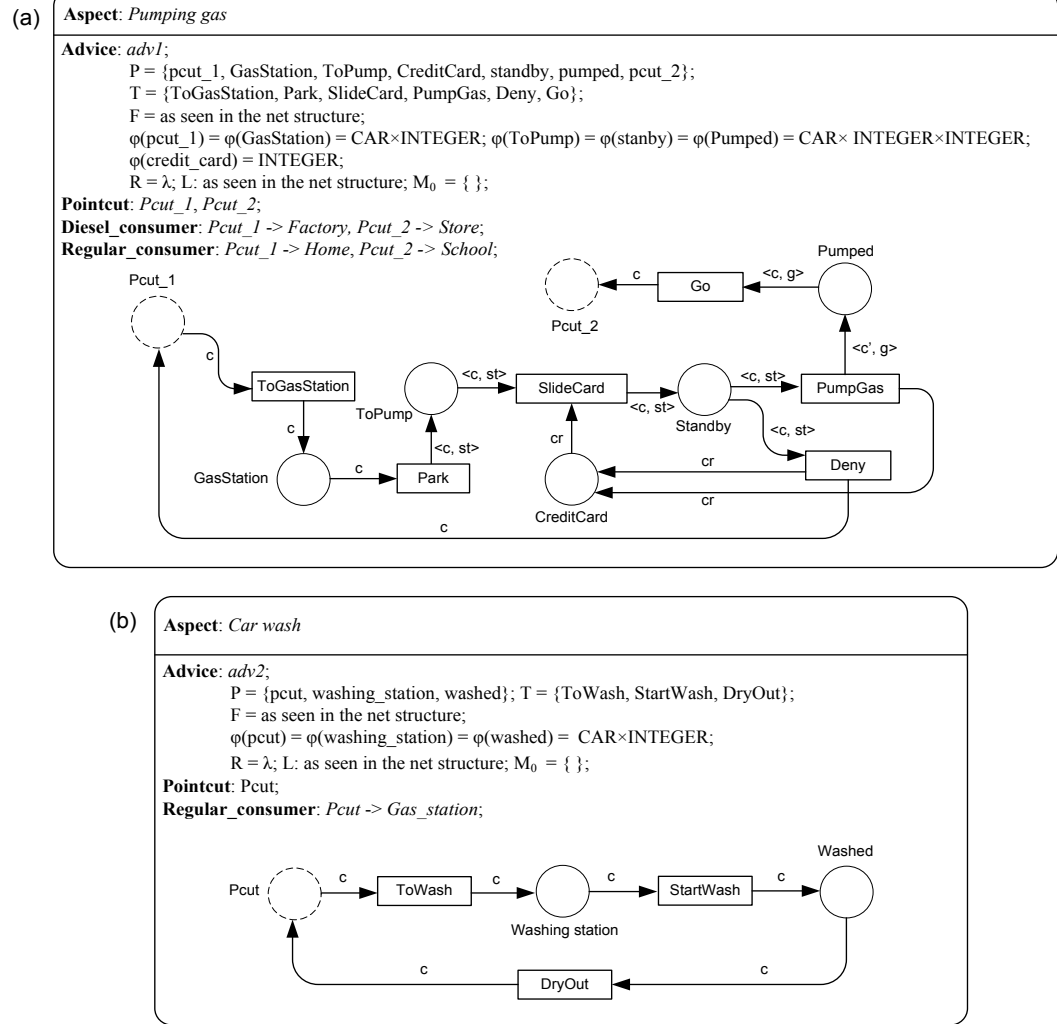 (a)
Aspect: Pumping gas
Advice: adv1;
P = {pcut_1, GasStation, ToPump, CreditCard, standby, pumped, pcut_2};
T = {ToGasStation, Park, SlideCard, PumpGas, Deny, Go};
F = as seen in the net structure;
φ(pcut_1) = φ(GasStation) = CAR×INTEGER; φ(ToPump) = φ(stanby) = φ(Pumped) = CAR× INTEGER×INTEGER;
φ(credit_card) = INTEGER;
R = λ; L: as seen in the net structure; M₀ = { };
Pointcut: Pcut_1, Pcut_2;
Diesel_consumer: Pcut_1 -> Factory, Pcut_2 -> Store;
Regular_consumer: Pcut_1 -> Home, Pcut_2 -> School;
Pumped
Pcut_1
c
Go
<c, g>
Pcut_2
c
<c', g>
ToGasStation
<c, st>
SlideCard
<c, st>
Standby
<c, st>
PumpGas
ToPump
c
<c, st>
<c, st>
GasStation
c
Park
cr
cr
Deny
CreditCard
cr
c
(b)
Aspect: Car wash
Advice: adv2;
P = {pcut, washing_station, washed}; T = {ToWash, StartWash, DryOut};
F = as seen in the net structure;
φ(pcut) = φ(washing_station) = φ(washed) = CAR×INTEGER;
R = λ; L: as seen in the net structure; M₀ = { };
Pointcut: Pcut;
Regular_consumer: Pcut -> Gas_station;
Washed
Pcut
c
ToWash
c
c
StartWash
c
Washing station
c
DryOut
c